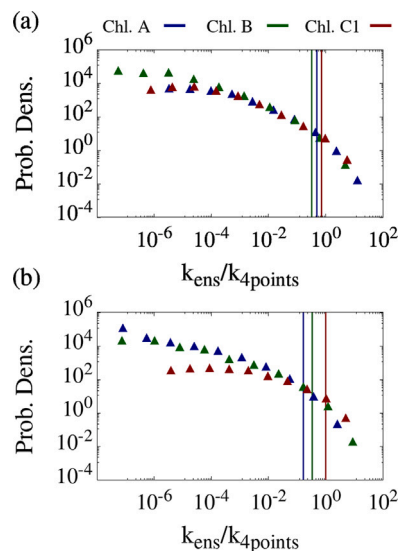 (a) Chl. A Chl. B Chl. C1
10^6
10^4
10^2
10^0
10^-2
10^-4
Prob. Dens.
10^-6 10^-4 10^-2 10^0 10^2
k_ens/k_4points
(b)
10^6
10^4
10^2
10^0
10^-2
10^-4
Prob. Dens.
10^-6 10^-4 10^-2 10^0 10^2
k_ens/k_4points